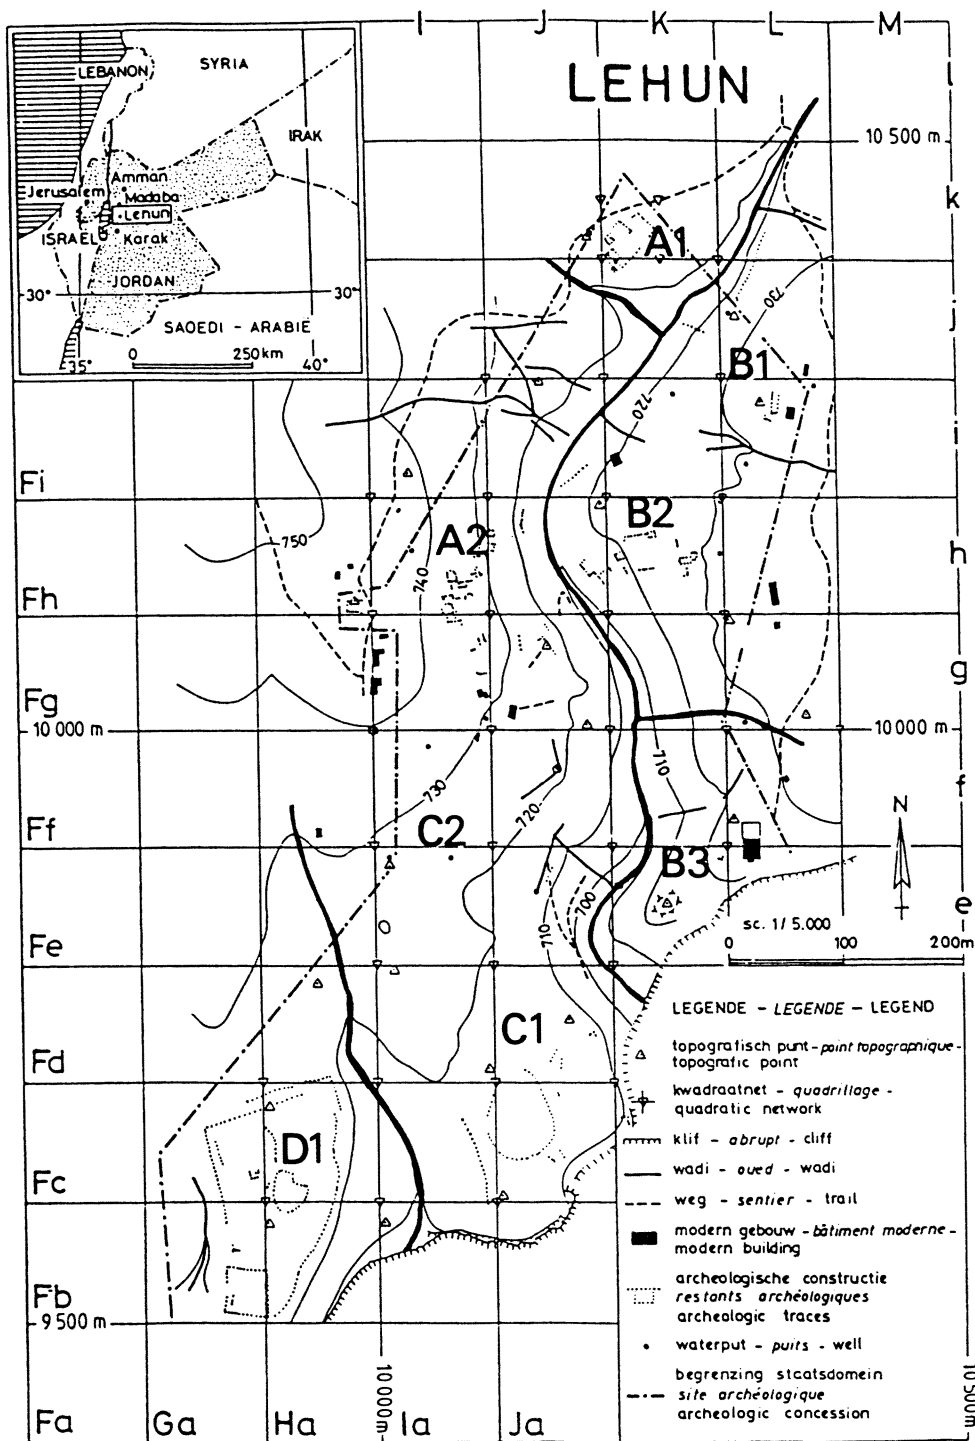 I J K L M
LEHUN
l
LEBANON
SYRIA
IRAK
Amman
Jerusalem
Madaba
Lehun
ISRAEL
Karak
JORDAN
30°
30°
SAOEDI - ARABIE
0 250 km
35° 40°
10 500 m
k
A1
j
730
B1
720
i
Fi
B2
A2
750
740
h
Fh
g
Fg
10 000 m
10 000 m
710
f
730
720
Ff
C2
N
B3
700
710
e
sc. 1 / 5.000
0 100 200m
Fe
C1
Fd
D1
Fc
Fb
9 500 m
LEGENDE - LEGENDE - LEGEND
topografisch punt - point topographique -
topografic point
kwadraatnet - quadrillage -
quadratic network
klif - abrupt - cliff
wadi - oued - wadi
weg - sentier - trail
modern gebouw - bâtiment moderne -
modern building
archeologische constructie
restants archéologiques
archeologic traces
waterput - puits - well
begrenzing staatsdomein
site archéologique
archeologic concession
10 000 m
10 500 m
Fa Ga Ha Ia Ja